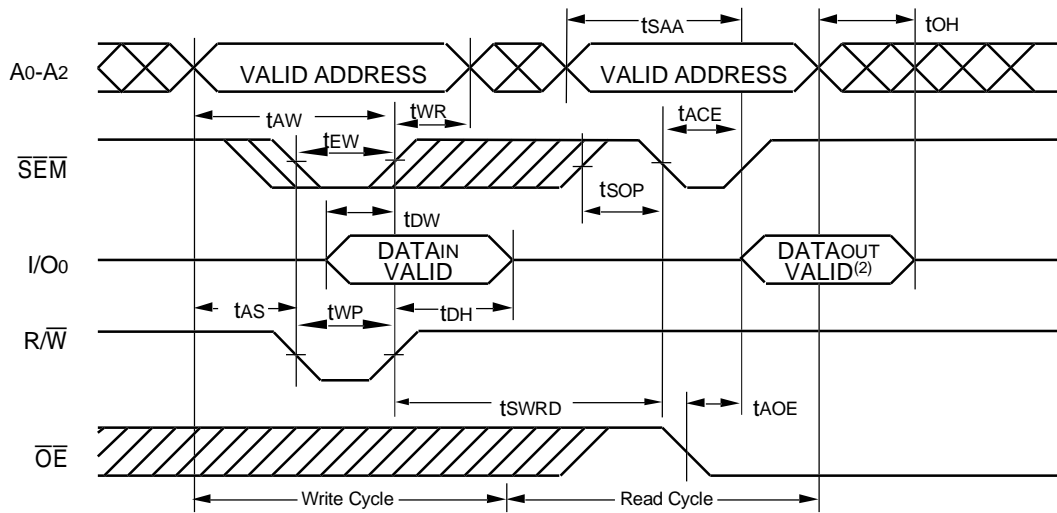 tSAA
tOH
A0-A2
VALID ADDRESS
VALID ADDRESS
tAW
tWR
tACE
tEW
SEM
tSOP
tDW
I/O0
DATAIN
VALID
DATAOUT
VALID(2)
tAS
tWP
tDH
R/W
tSWRD
tAOE
OE
Write Cycle
Read Cycle